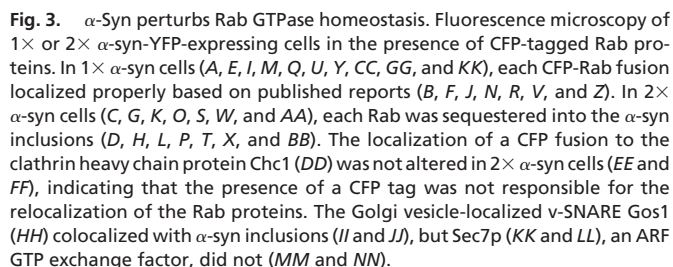 Fig. 3. α-Syn perturbs Rab GTPase homeostasis. Fluorescence microscopy of
1× or 2× α-syn-YFP-expressing cells in the presence of CFP-tagged Rab pro-
teins. In 1× α-syn cells (A, E, I, M, Q, U, Y, CC, GG, and KK), each CFP-Rab fusion
localized properly based on published reports (B, F, J, N, R, V, and Z). In 2×
α-syn cells (C, G, K, O, S, W, and AA), each Rab was sequestered into the α-syn
inclusions (D, H, L, P, T, X, and BB). The localization of a CFP fusion to the
clathrin heavy chain protein Chc1 (DD) was not altered in 2× α-syn cells (EE and
FF), indicating that the presence of a CFP tag was not responsible for the
relocalization of the Rab proteins. The Golgi vesicle-localized v-SNARE Gos1
(HH) colocalized with α-syn inclusions (II and JJ), but Sec7p (KK and LL), an ARF
GTP exchange factor, did not (MM and NN).